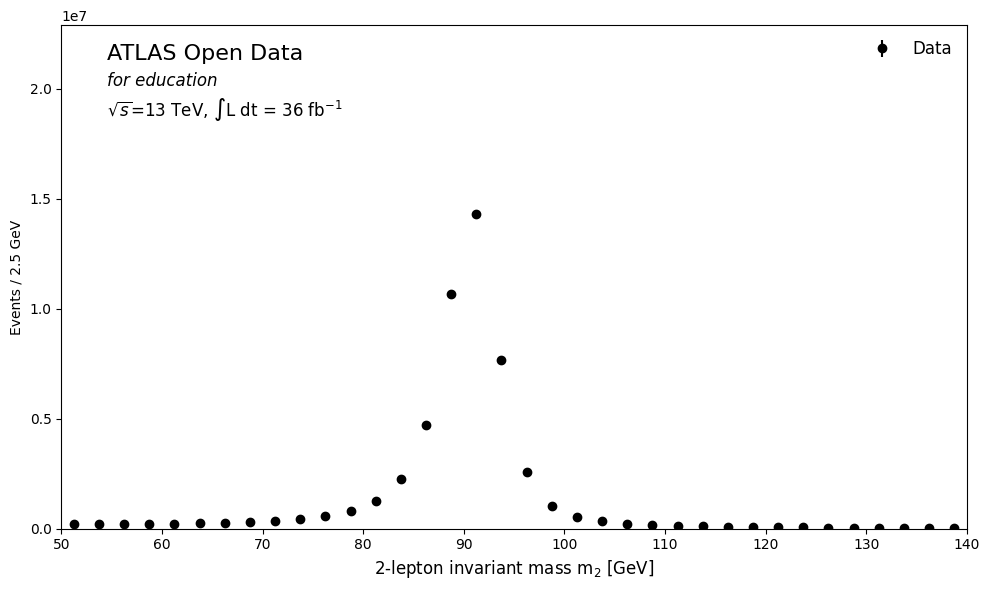 1e7
ATLAS Open Data
for education
√s=13 TeV, ∫L dt = 36 fb⁻¹
Data
Events / 2.5 GeV
2.0
1.5
1.0
0.5
0.0
50 60 70 80 90 100 110 120 130 140
2-lepton invariant mass m₂ [GeV]